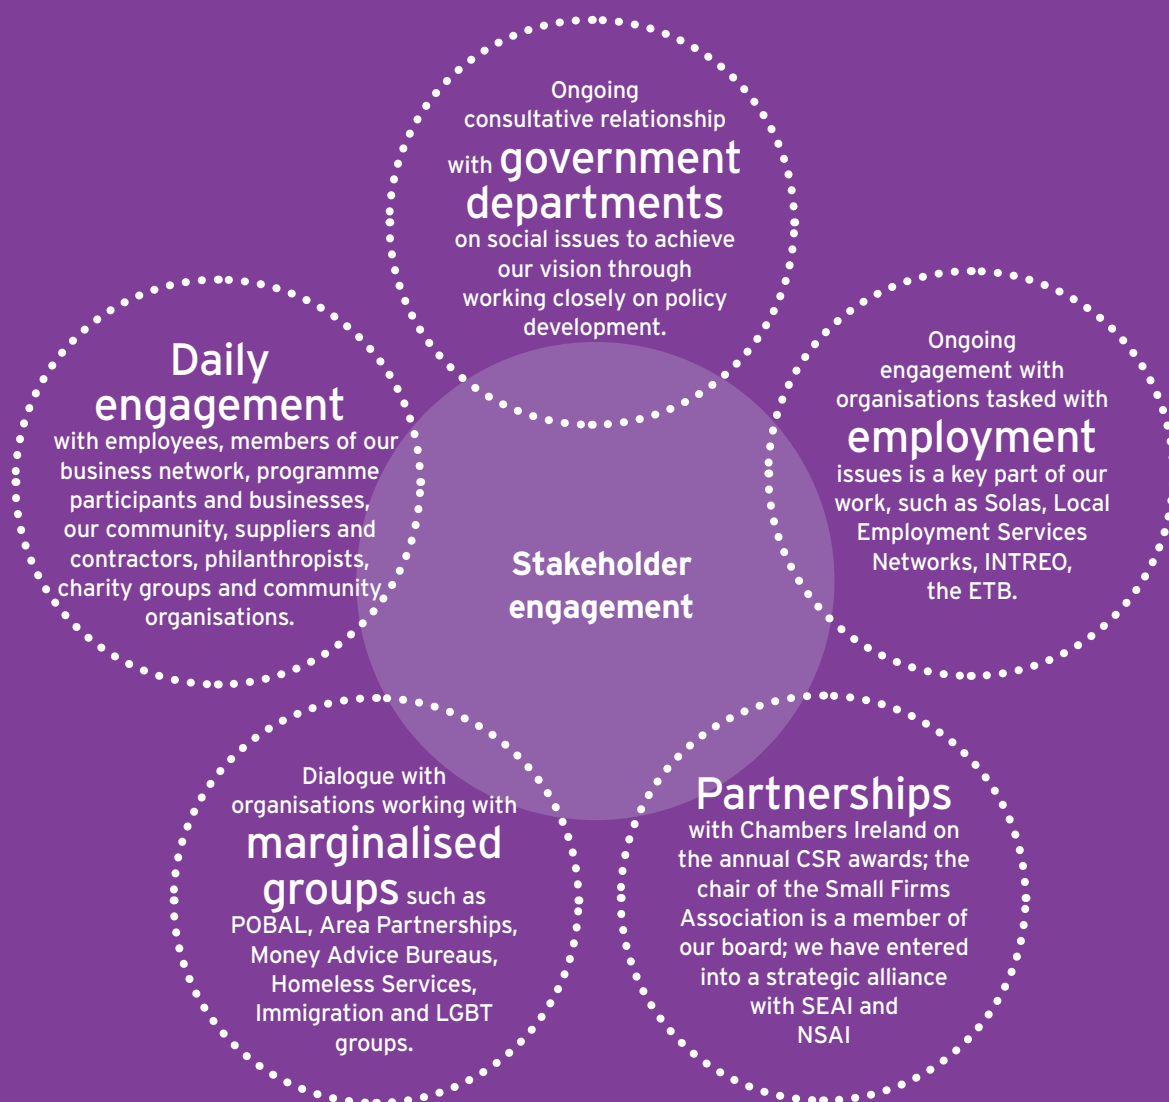 Ongoing
consultative relationship
with government
departments
on social issues to achieve
our vision through
working closely on policy
development.
Daily
engagement
with employees, members of our
business network, programme
participants and businesses,
our community, suppliers and
contractors, philanthropists,
charity groups and community
organisations.
Ongoing
engagement with
organisations tasked with
employment
issues is a key part of our
work, such as Solas, Local
Employment Services
Networks, INTREO,
the ETB.
Stakeholder
engagement
Dialogue with
organisations working with
marginalised
groups such as
POBAL, Area Partnerships,
Money Advice Bureaus,
Homeless Services,
Immigration and LGBT
groups.
Partnerships
with Chambers Ireland on
the annual CSR awards; the
chair of the Small Firms
Association is a member of
our board; we have entered
into a strategic alliance
with SEAI and
NSAI